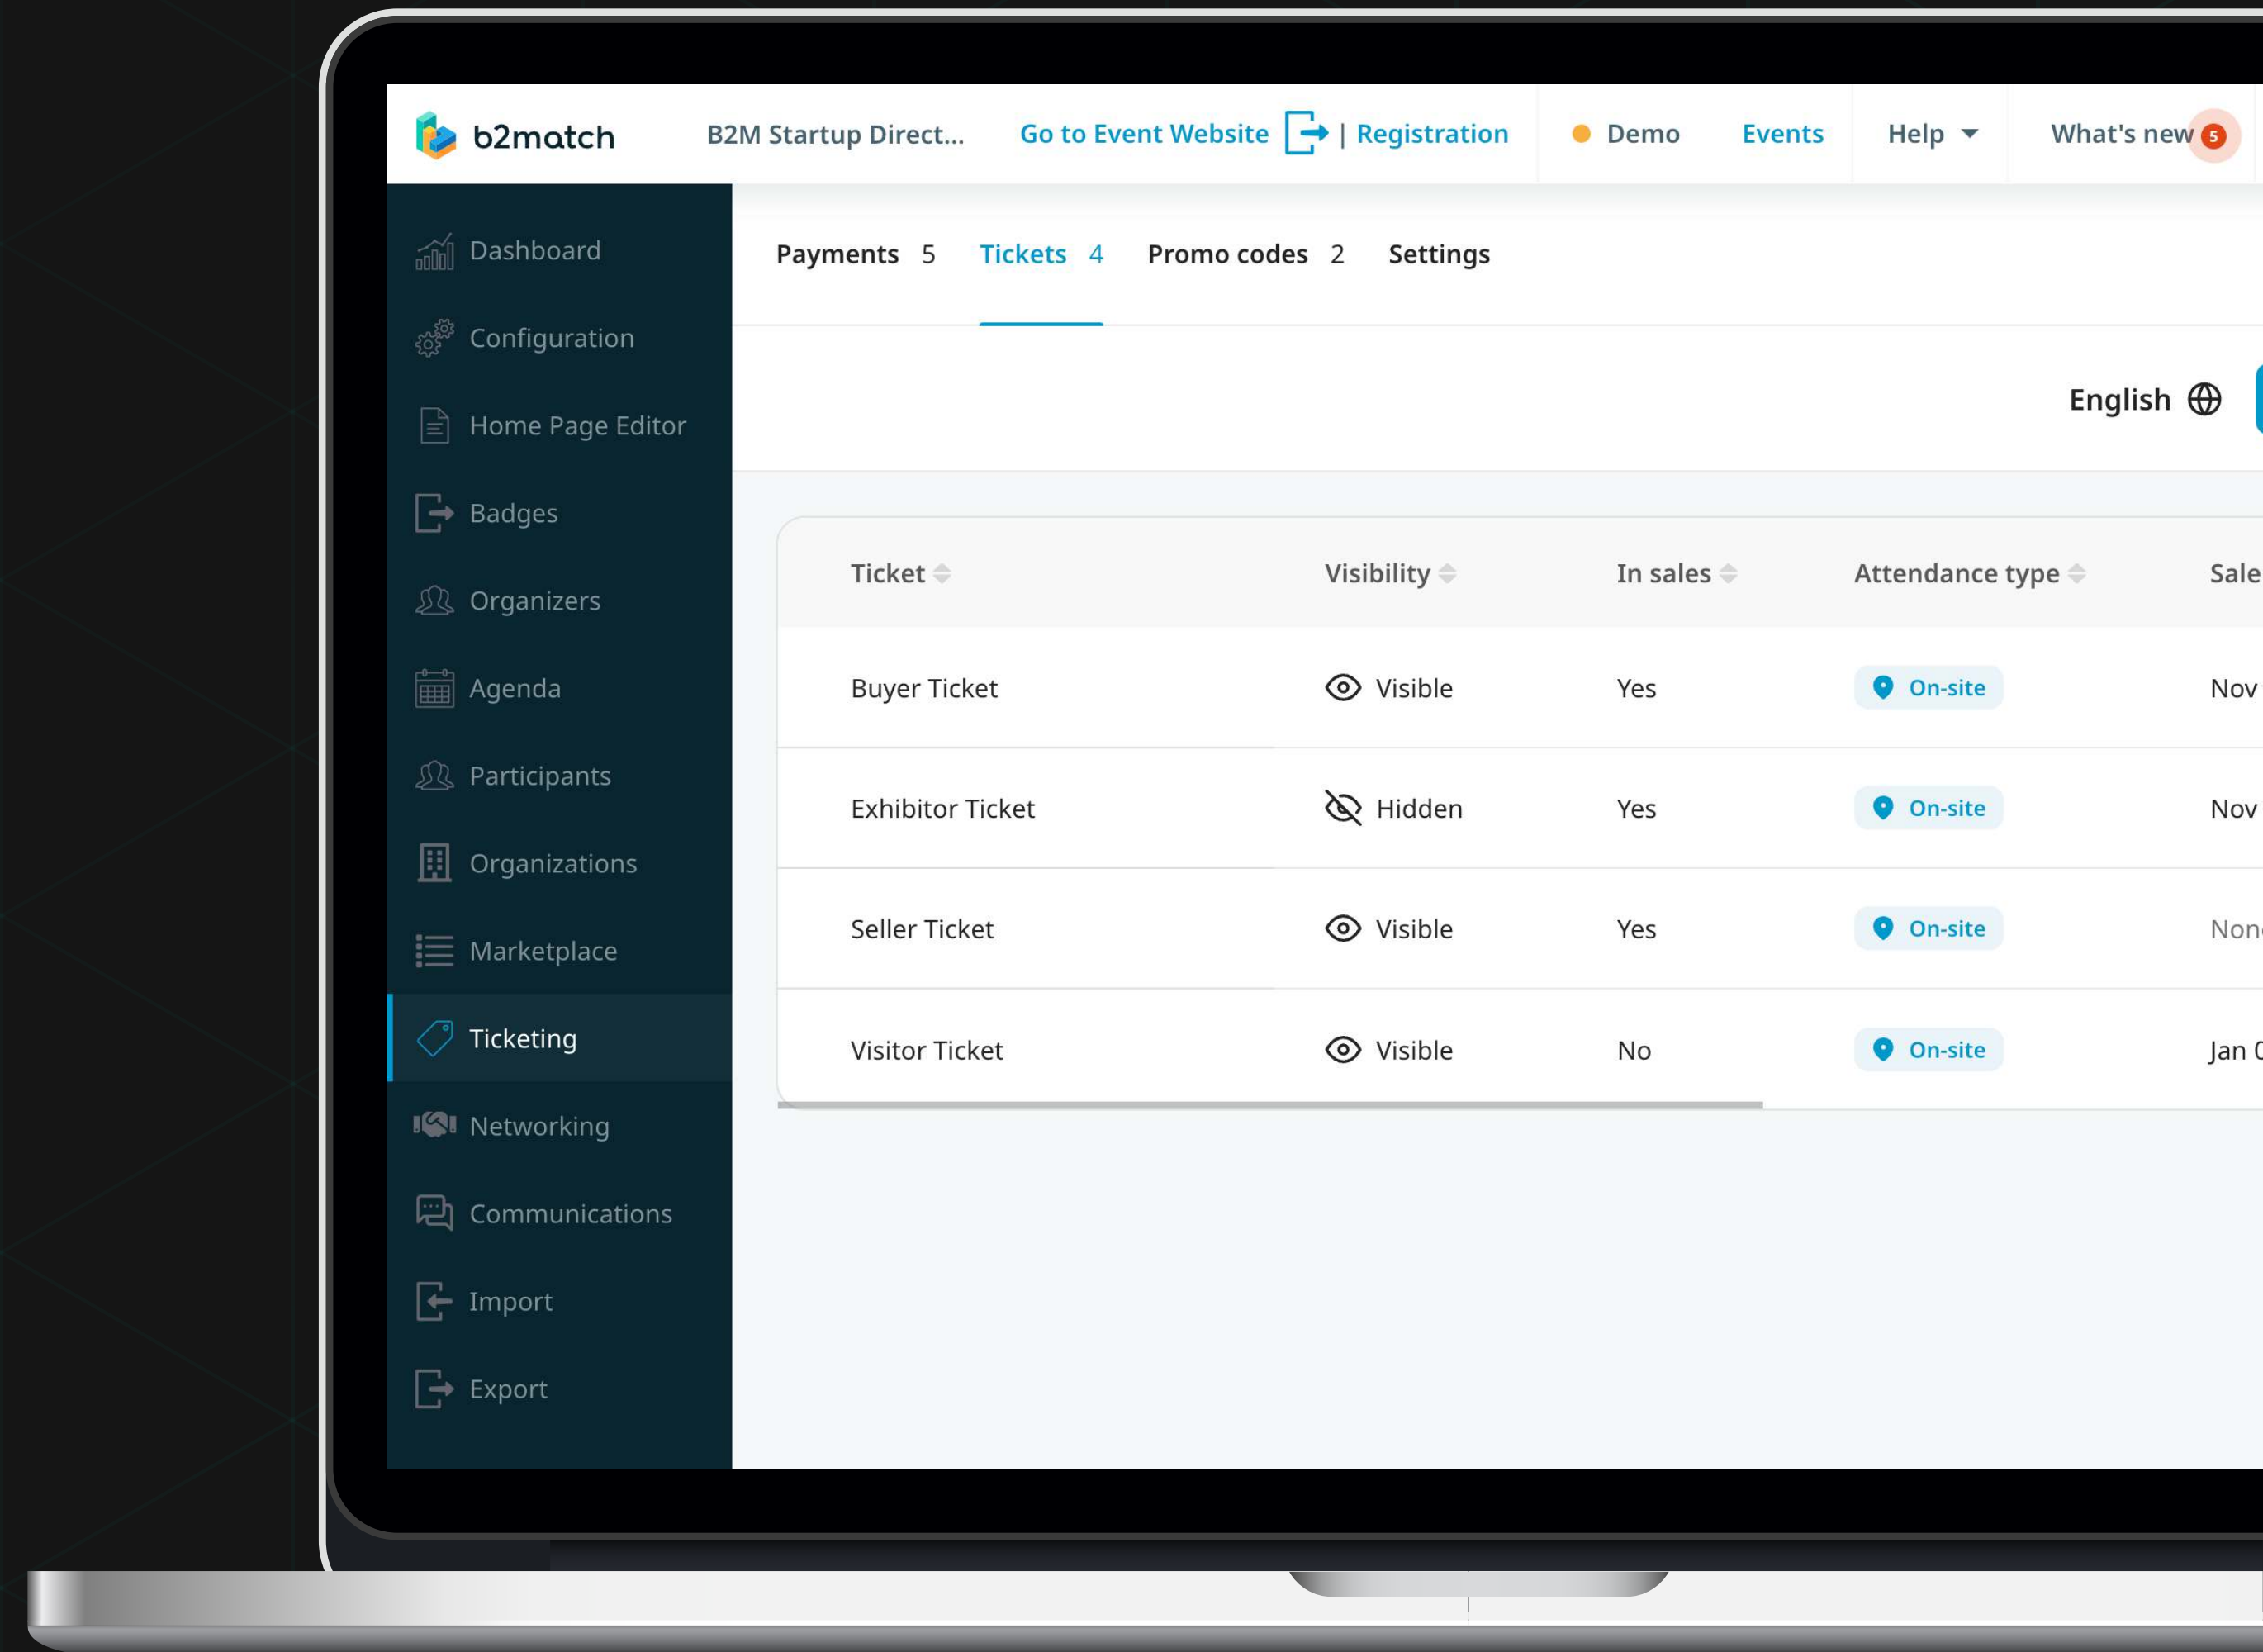 b2match B2M Startup Direct... Go to Event Website | Registration Demo Events Help What's new 5
Dashboard
Configuration
Home Page Editor
Badges
Organizers
Agenda
Participants
Organizations
Marketplace
Ticketing
Networking
Communications
Import
Export
Payments 5 Tickets 4 Promo codes 2 Settings
English
Ticket Visibility In sales Attendance type Sale
Buyer Ticket Visible Yes On-site Nov
Exhibitor Ticket Hidden Yes On-site Nov
Seller Ticket Visible Yes On-site
Visitor Ticket Visible No On-site Jan